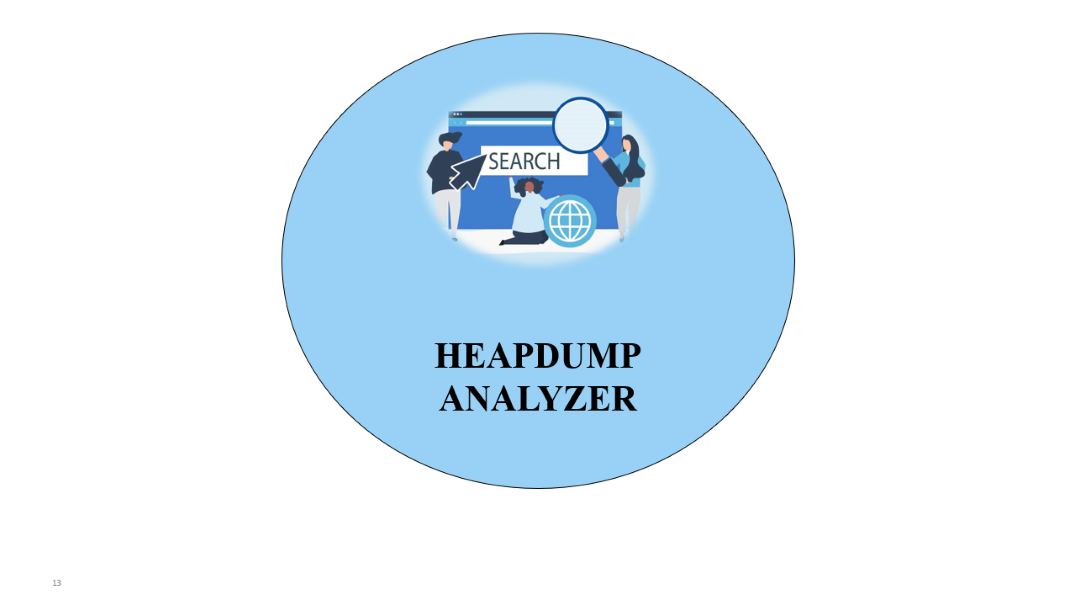 SEARCH
HEAPDUMP
ANALYZER
13